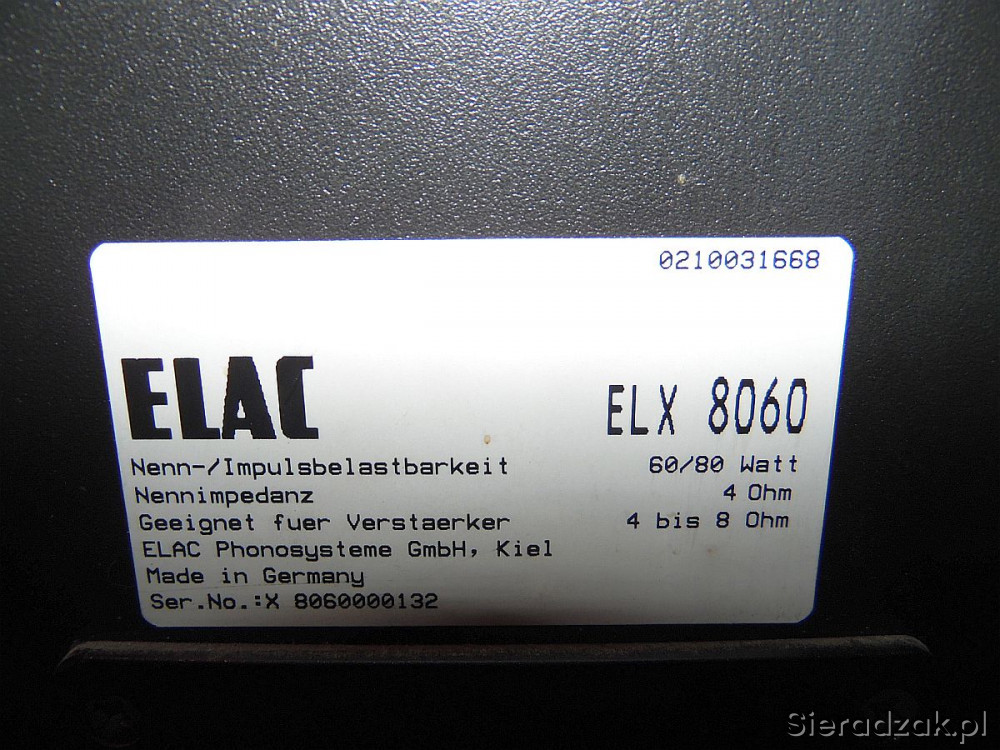 0210031668
ELAC ELX 8060
Nenn-/Impulsbelastbarkeit 60/80 Watt
Nennimpedanz 4 Ohm
Geeignet fuer Verstaerker 4 bis 8 Ohm
ELAC Phonosysteme GmbH, Kiel
Made in Germany
Ser.No.:X 8060000132
Sieradzak.pl